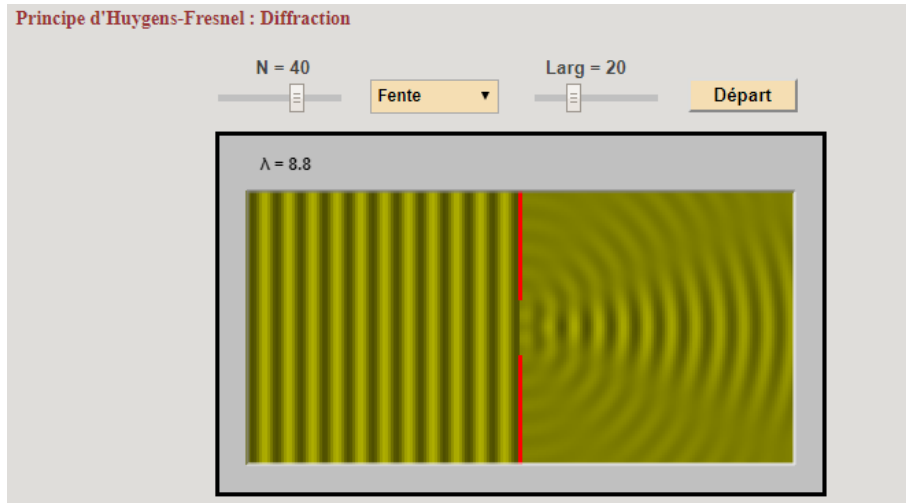 Principe d'Huygens-Fresnel : Diffraction
N = 40
Larg = 20
Fente
Départ
λ = 8.8